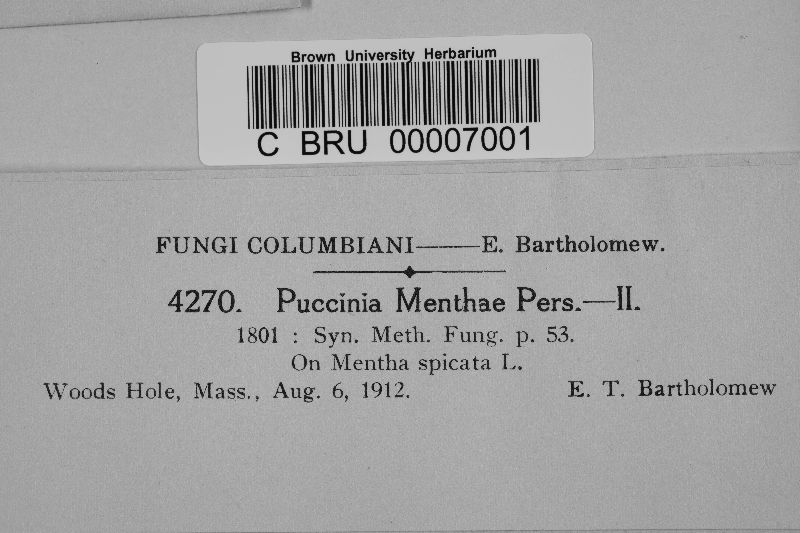 Brown University Herbarium
C BRU 00007001
FUNGI COLUMBIANI——E. Bartholomew.
4270. Puccinia Menthae Pers.—II.
1801 : Syn. Meth. Fung. p. 53.
On Mentha spicata L.
Woods Hole, Mass., Aug. 6, 1912. E. T. Bartholomew